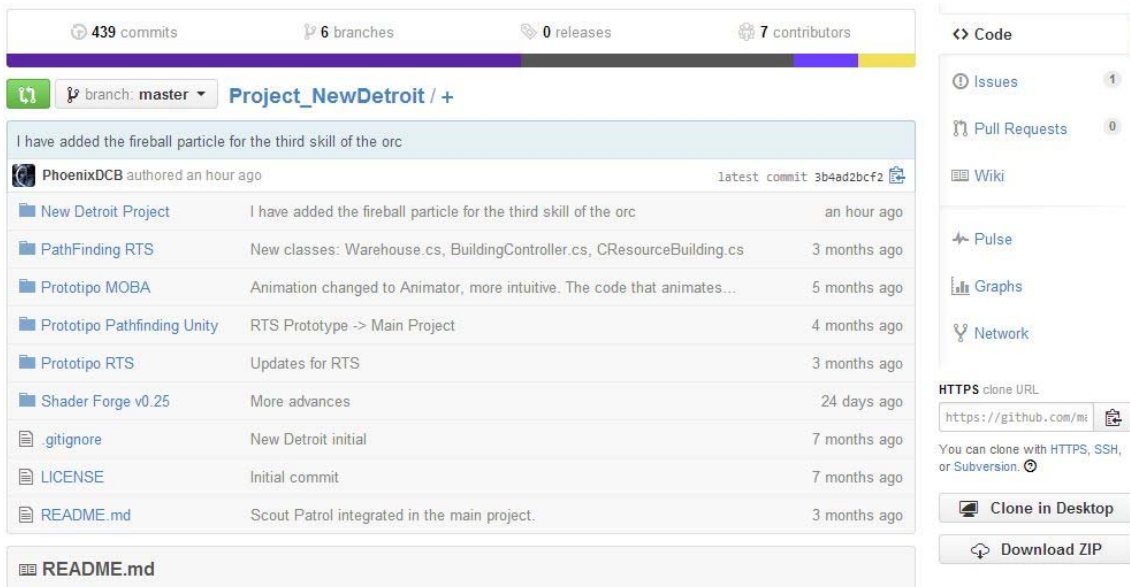 439 commits
6 branches
0 releases
7 contributors
branch: master
Project_NewDetroit / +
I have added the fireball particle for the third skill of the orc
PhoenixDCB authored an hour ago
latest commit 3b4ad2bcf2
New Detroit Project I have added the fireball particle for the third skill of the orc an hour ago
PathFinding RTS New classes: Warehouse.cs, BuildingController.cs, CResourceBuilding.cs 3 months ago
Prototipo MOBA Animation changed to Animator, more intuitive. The code that animates... 5 months ago
Prototipo Pathfinding Unity RTS Prototype -> Main Project 4 months ago
Prototipo RTS Updates for RTS 3 months ago
Shader Forge v0.25 More advances 24 days ago
.gitignore New Detroit initial 7 months ago
LICENSE Initial commit 7 months ago
README.md Scout Patrol integrated in the main project. 3 months ago
README.md
<> Code
Issues 1
Pull Requests 0
Wiki
Pulse
Graphs
Network
HTTPS clone URL
https://github.com/ma
You can clone with HTTPS, SSH,
or Subversion.
Clone in Desktop
Download ZIP